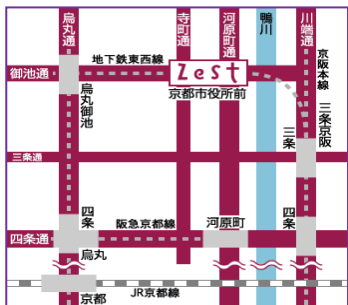 烏丸通
寺町通
河原町通
鴨川
川端通
地下鉄東西線
京阪本線
御池通
Zest
京都市役所前
烏丸御池
三条
三条京阪
三条通
四条
阪急京都線
河原町
四条
四条通
烏丸
京都
JR京都線